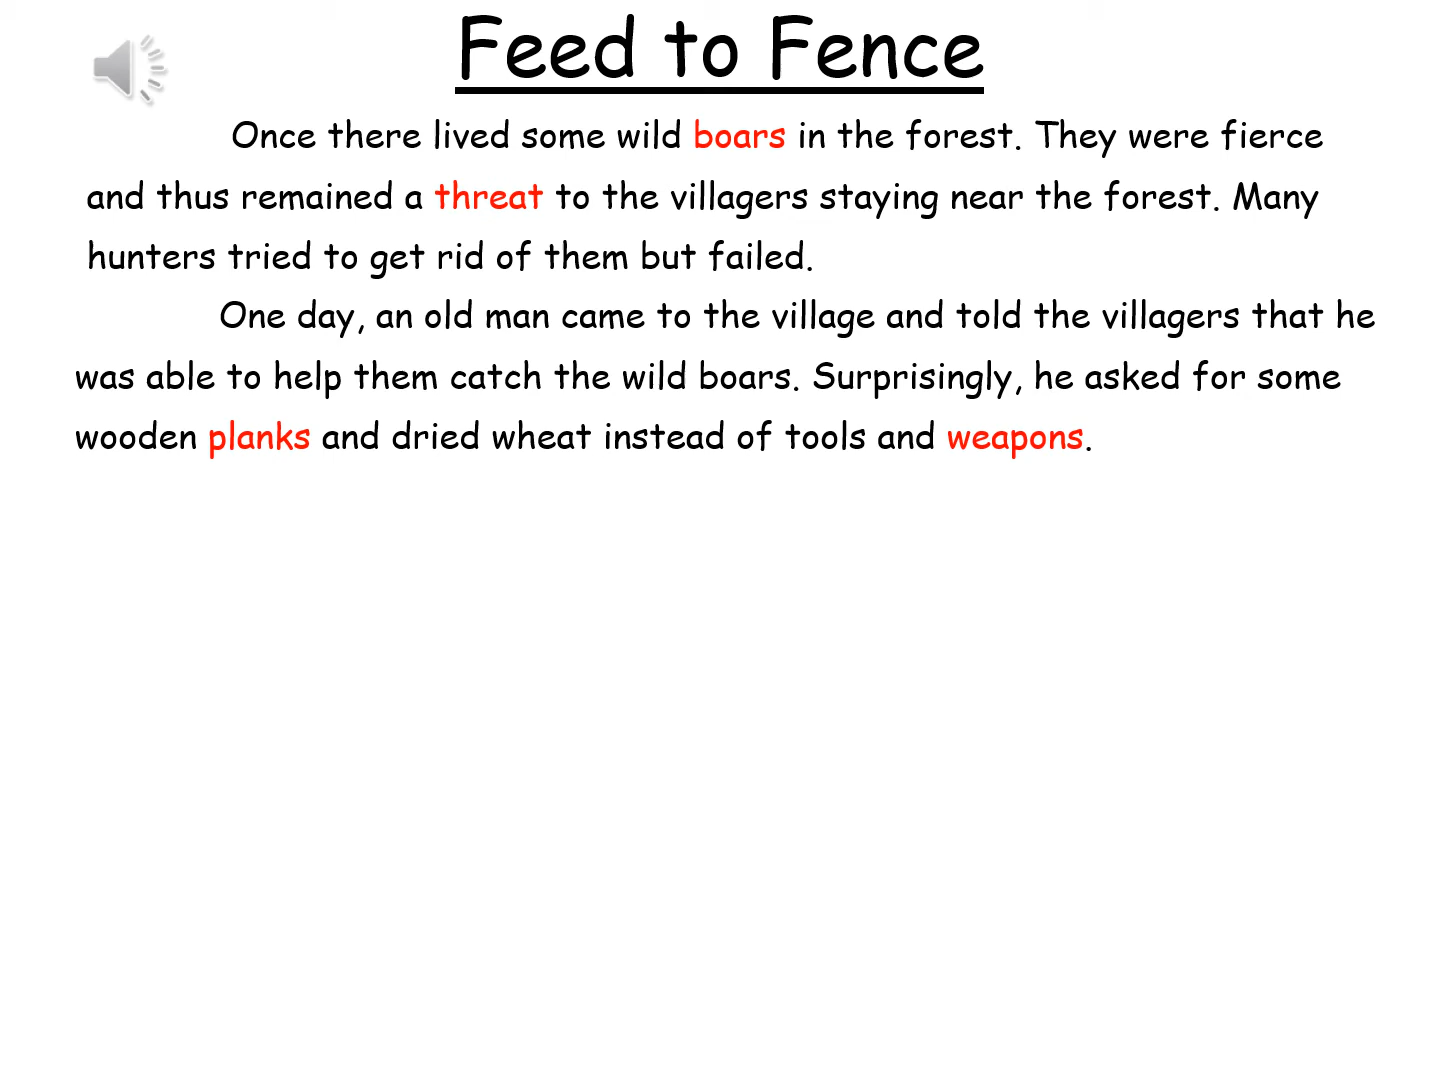 Feed to Fence
Once there lived some wild boars in the forest. They were fierce
and thus remained a threat to the villagers staying near the forest. Many
hunters tried to get rid of them but failed.
One day, an old man came to the village and told the villagers that he
was able to help them catch the wild boars. Surprisingly, he asked for some
wooden planks and dried wheat instead of tools and weapons.